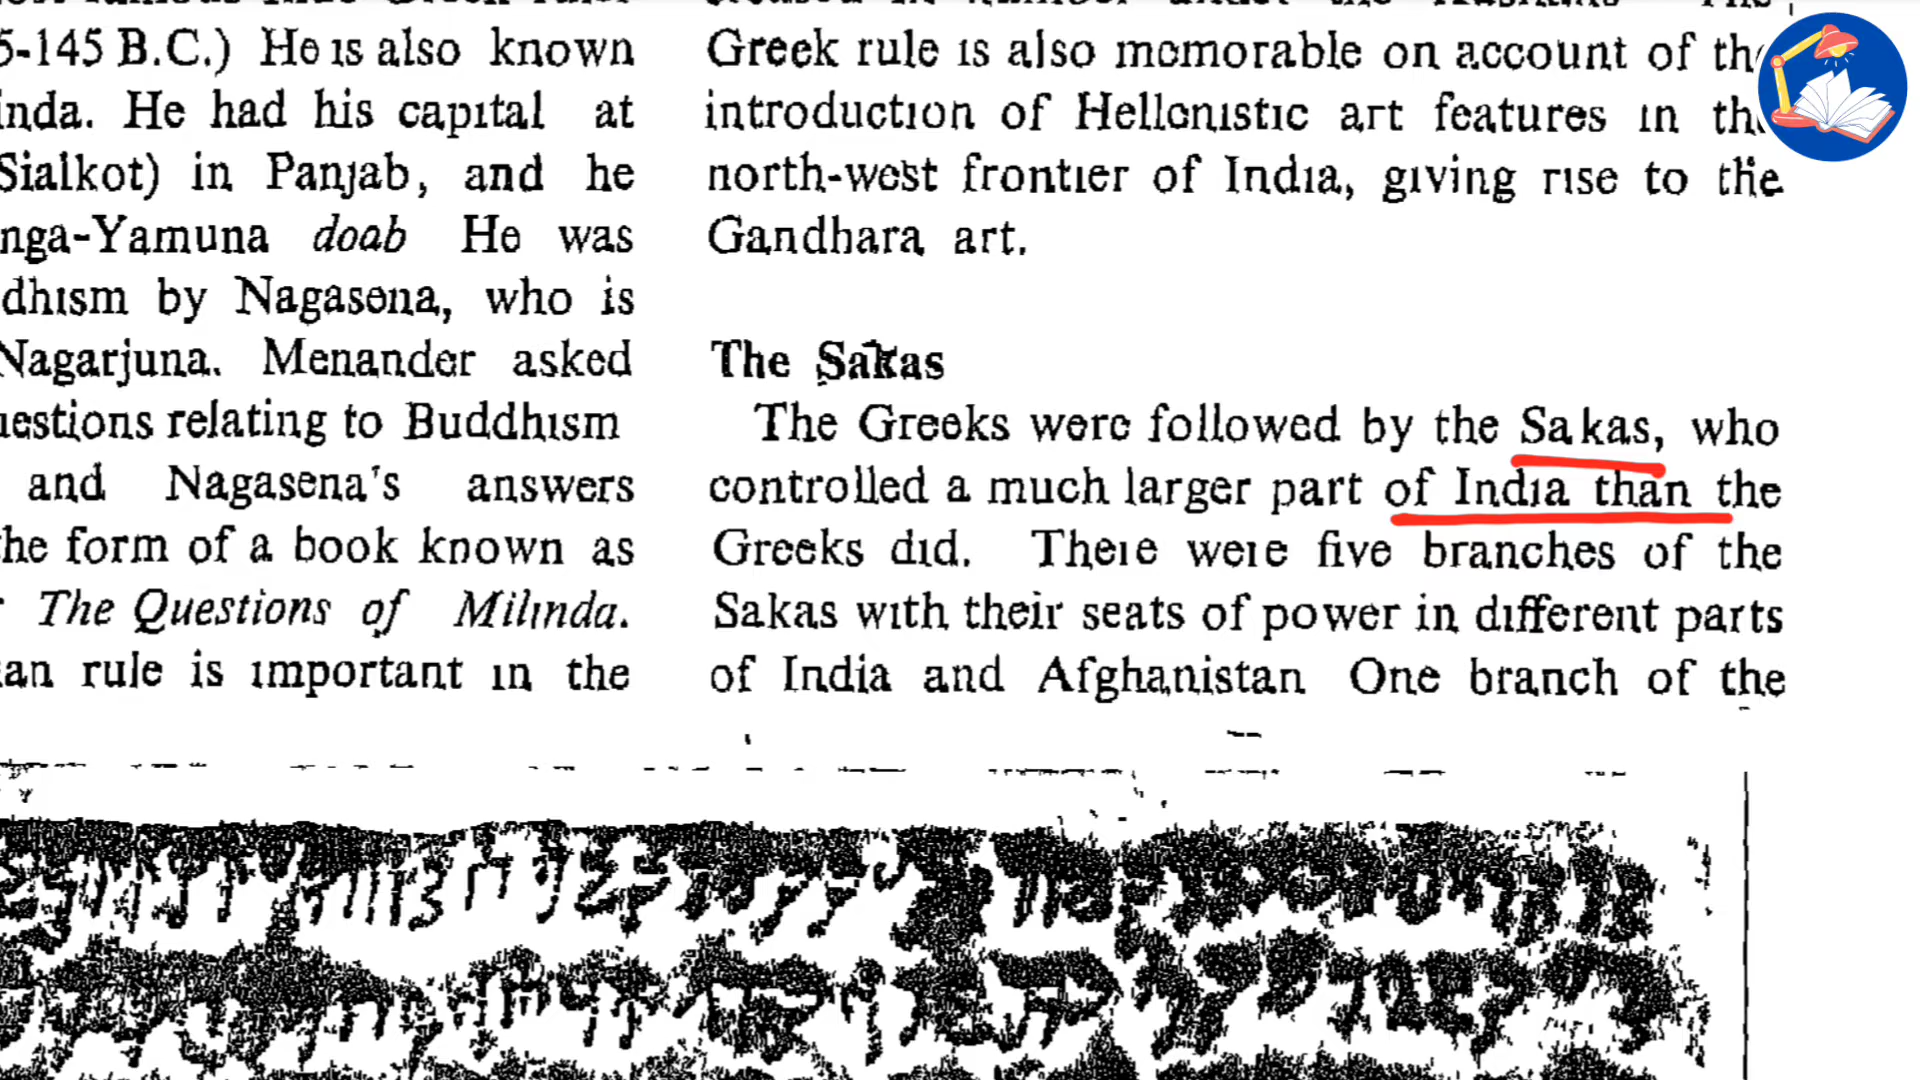 5-145 B.C.) He is also known
inda. He had his capital at
Sialkot) in Panjab, and he
nga-Yamuna doab He was
dhism by Nagasena, who is
Nagarjuna. Menander asked
uestions relating to Buddhism
and Nagasena's answers
the form of a book known as
The Questions of Milinda.
an rule is important in the
Greek rule is also memorable on account of the
introduction of Hellenistic art features in the
north-west frontier of India, giving rise to the
Gandhara art.
The Sakas
The Greeks were followed by the Sakas, who
controlled a much larger part of India than the
Greeks did. There were five branches of the
Sakas with their seats of power in different parts
of India and Afghanistan One branch of the